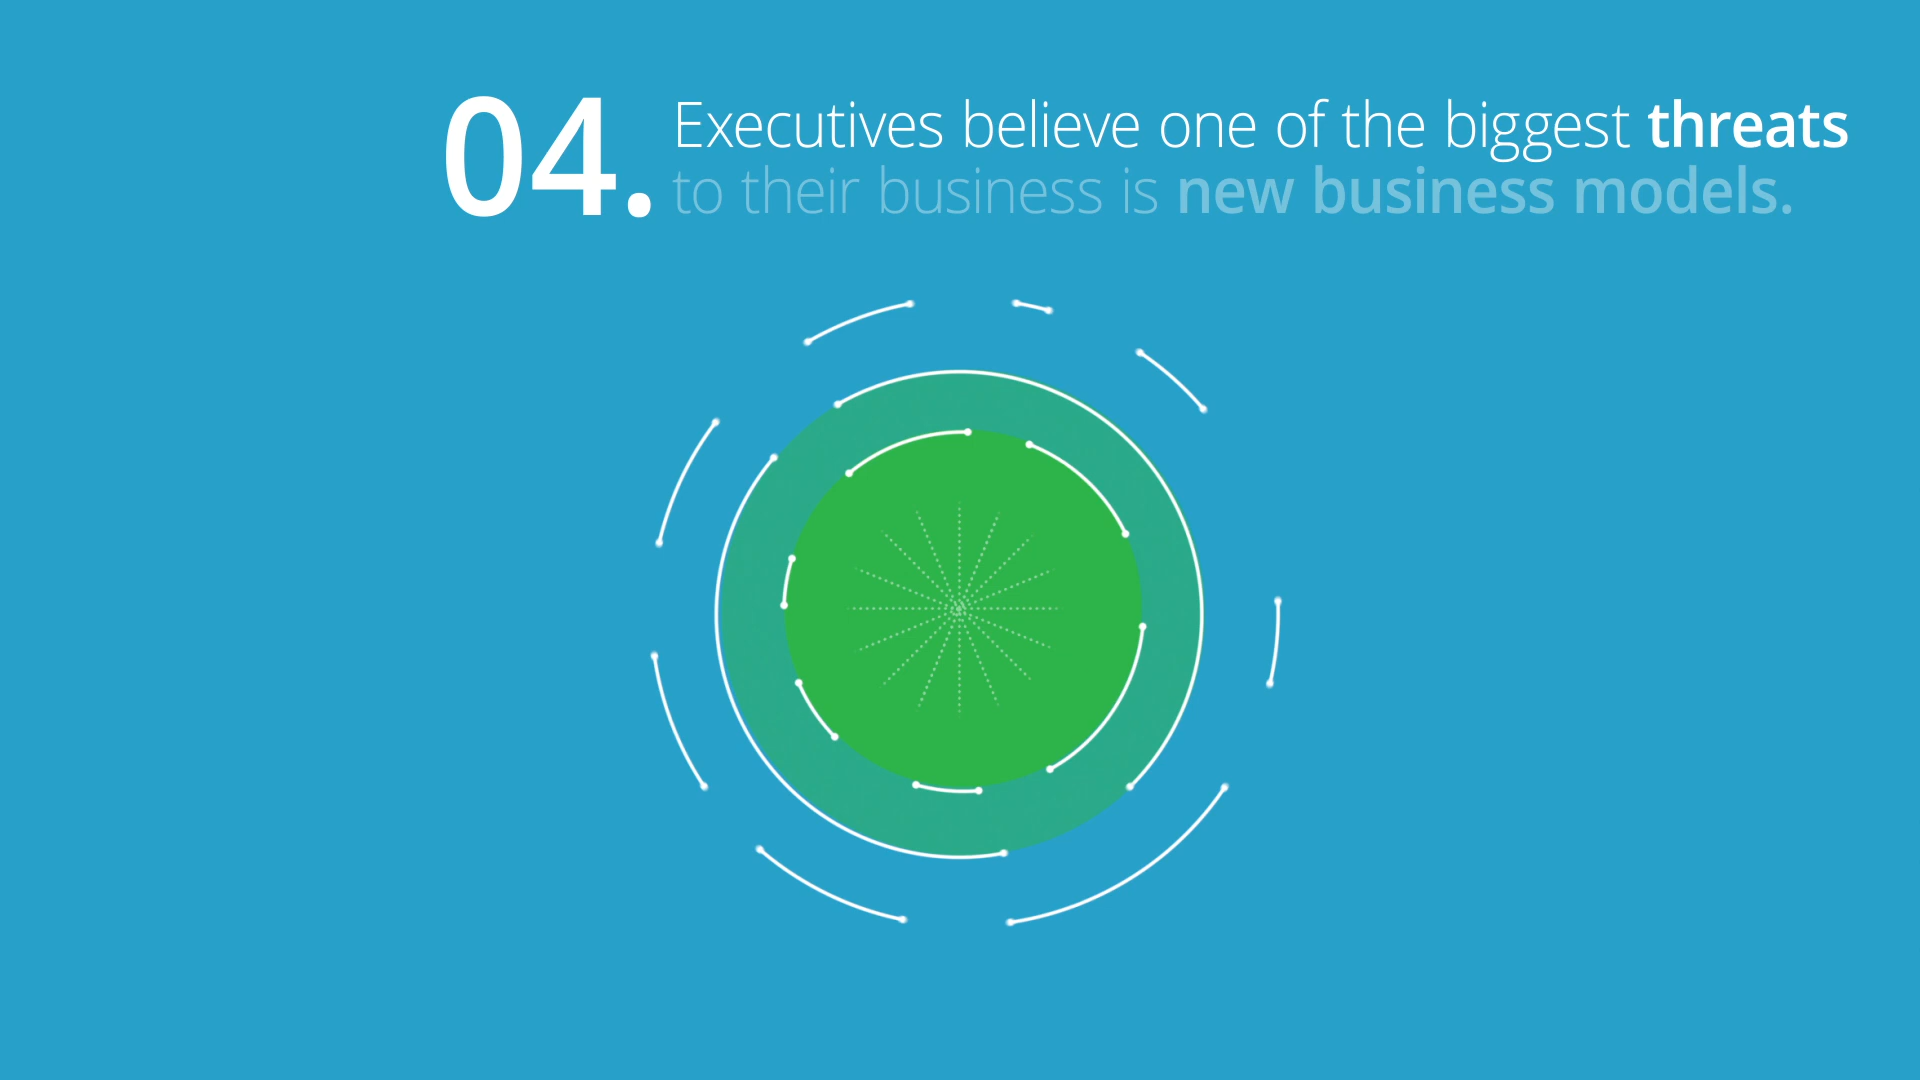 04. Executives believe one of the biggest threats
to their business is new business models.